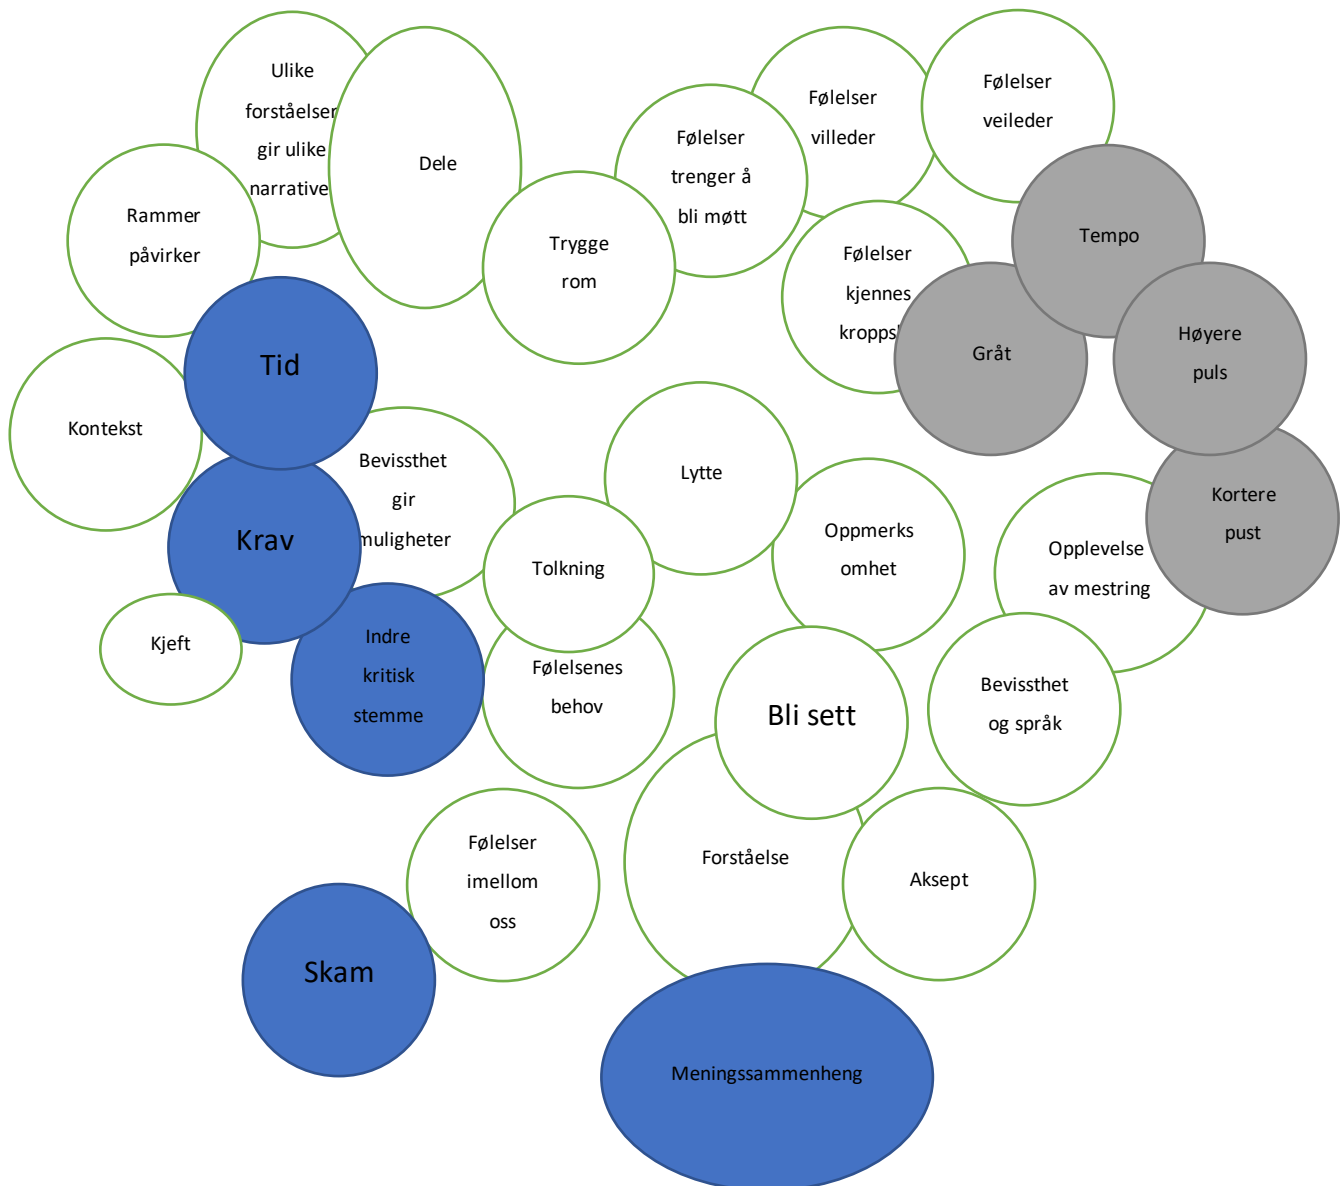 Ulike
forståelser
gir ulike
narrative
Dele
Følelser
villeder
Følelser
veileder
Følelser
trenger å
bli møtt
Rammer
påvirker
Trygge
rom
Følelser
kjennes
Tempo
Gråt
Høyere
puls
Tid
Kontekst
Bevissthet
gir
muligheter
Lytte
Kortere
pust
Krav
Tolkning
Oppmerks
omhet
Opplevelse
av mestring
Kjeft
Indre
kritisk
stemme
Følelsenes
behov
Bli sett
Bevissthet
og språk
Følelser
imellom
oss
Forståelse
Aksept
Skam
Meningssammenheng